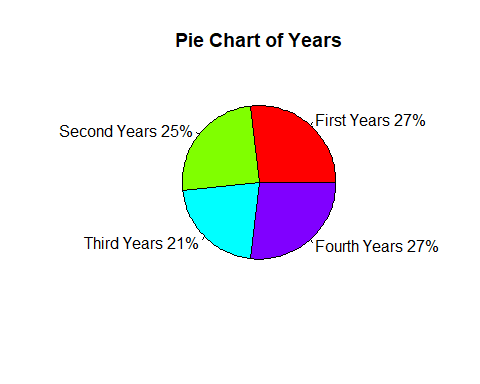 Pie Chart of Years
First Years 27%
Second Years 25%
Third Years 21%
Fourth Years 27%